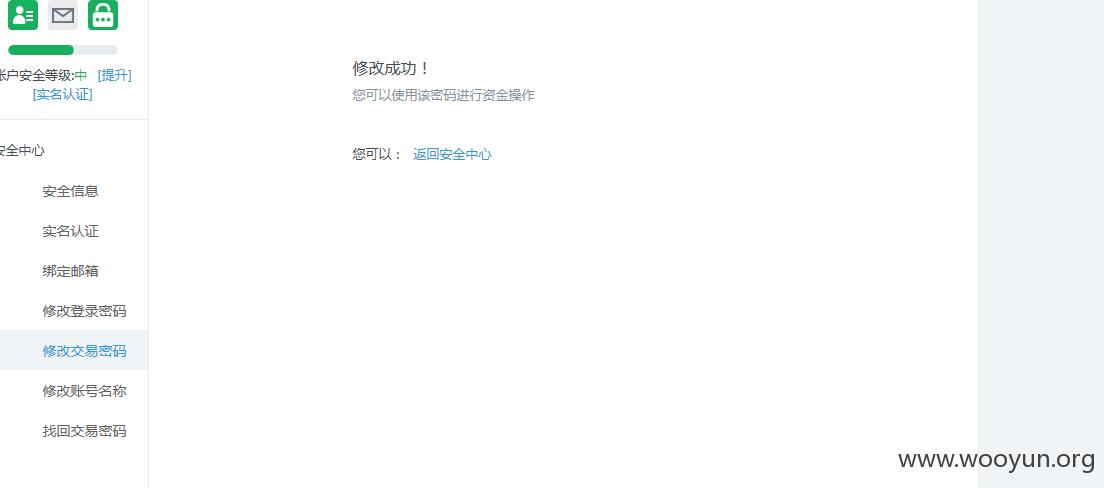 账户安全等级:中 [提升]
[实名认证]
安全中心
安全信息
实名认证
绑定邮箱
修改登录密码
修改交易密码
修改账号名称
找回交易密码
修改成功！
您可以使用该密码进行资金操作
您可以： 返回安全中心
www.wooyun.org